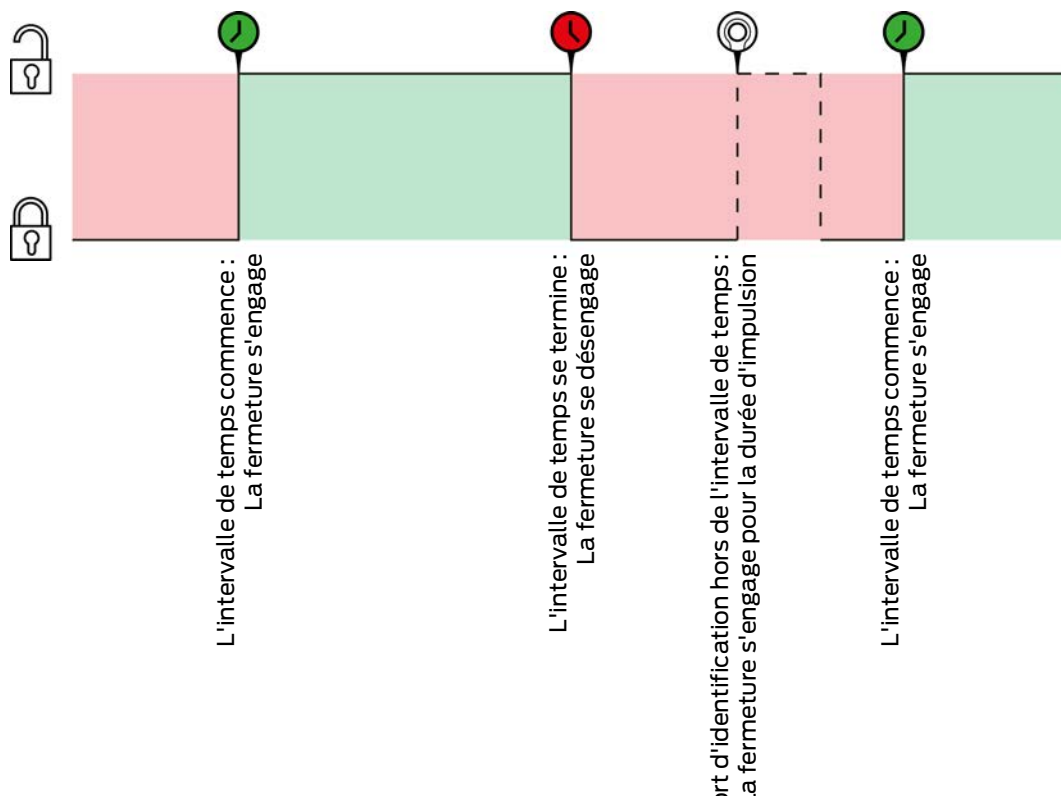 L'intervalle de temps commence :
La fermeture s'engage
L'intervalle de temps se termine :
La fermeture se désengage
d'identification hors de l'intervalle de temps :
fermeture s'engage pour la durée d'impulsion
L'intervalle de temps commence :
La fermeture s'engage